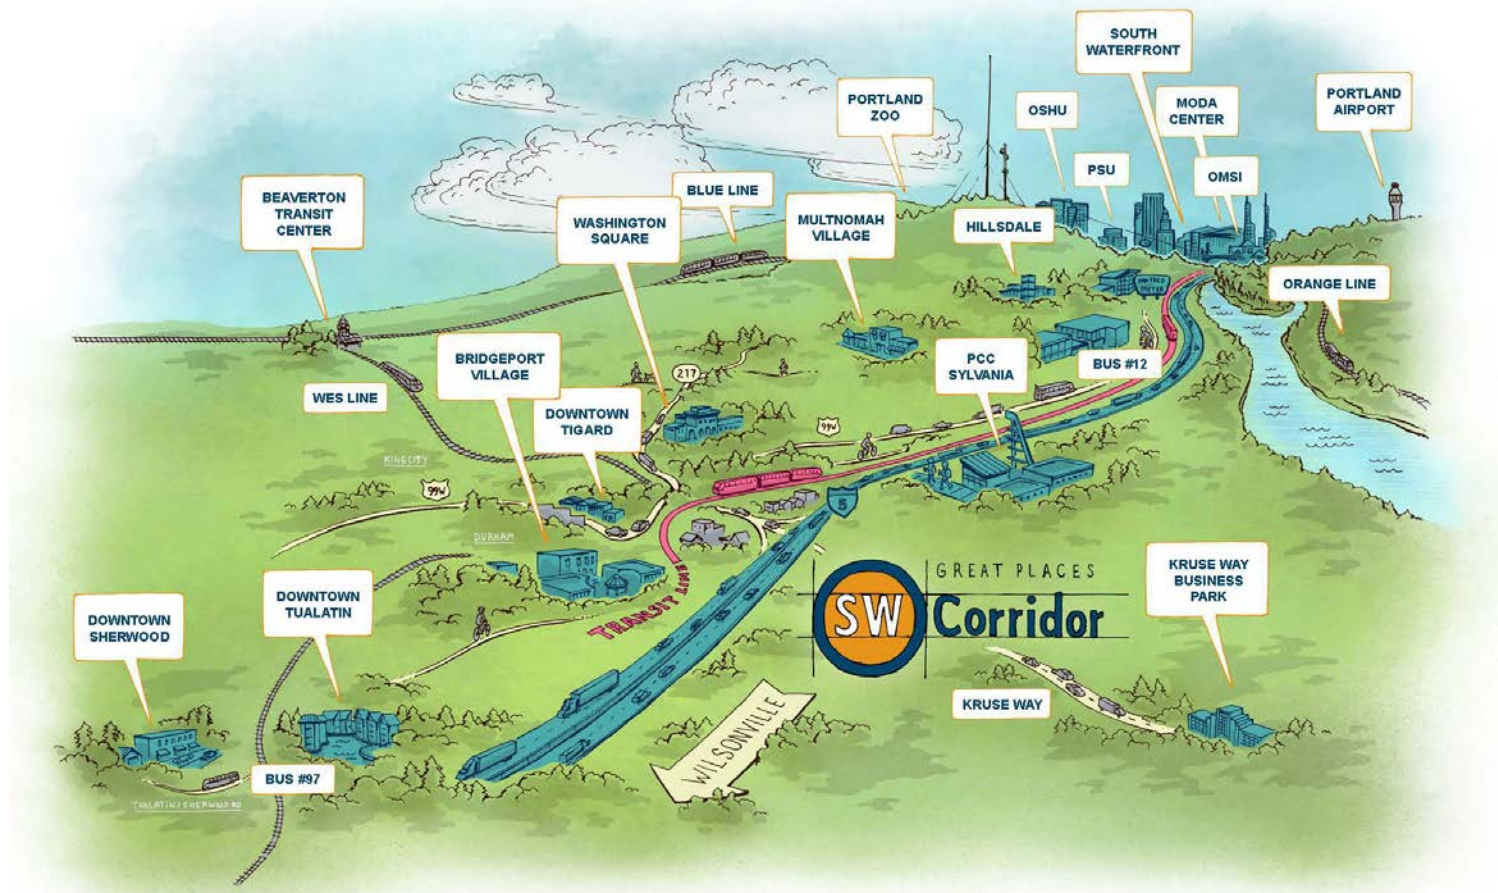 SOUTH
WATERFRONT
PORTLAND
ZOO
OSHU
MODA
CENTER
PORTLAND
AIRPORT
PSU
OMSI
BEAVERTON
TRANSIT
CENTER
BLUE LINE
WASHINGTON
SQUARE
MULTNOMAH
VILLAGE
HILLSDALE
ORANGE LINE
BRIDGEPORT
VILLAGE
217
PCC
SYLVANIA
BUS #12
WES LINE
DOWNTOWN
TIGARD
99W
KING CITY
99W
5
DURHAM
TRANSIT LINE
GREAT PLACES
SW Corridor
KRUSE WAY
BUSINESS
PARK
DOWNTOWN
TUALATIN
DOWNTOWN
SHERWOOD
KRUSE WAY
WILSONVILLE
BUS #97
TUALATIN/SHERWOOD RD